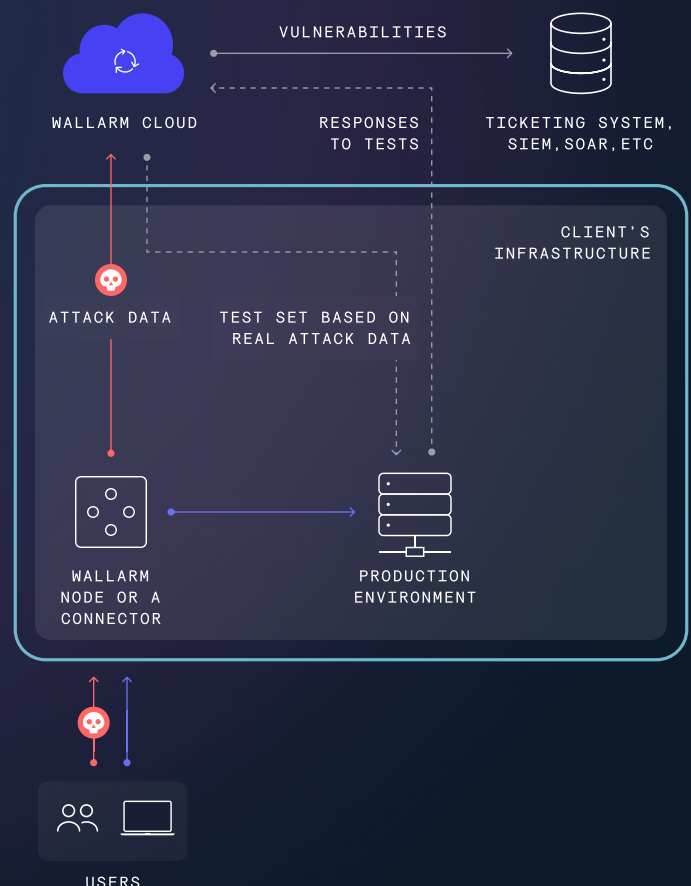 VULNERABILITIES
WALLARM CLOUD
RESPONSES
TO TESTS
TICKETING SYSTEM,
SIEM,SOAR,ETC
CLIENT'S
INFRASTRUCTURE
ATTACK DATA
TEST SET BASED ON
REAL ATTACK DATA
WALLARM
NODE OR A
CONNECTOR
PRODUCTION
ENVIRONMENT
USERS